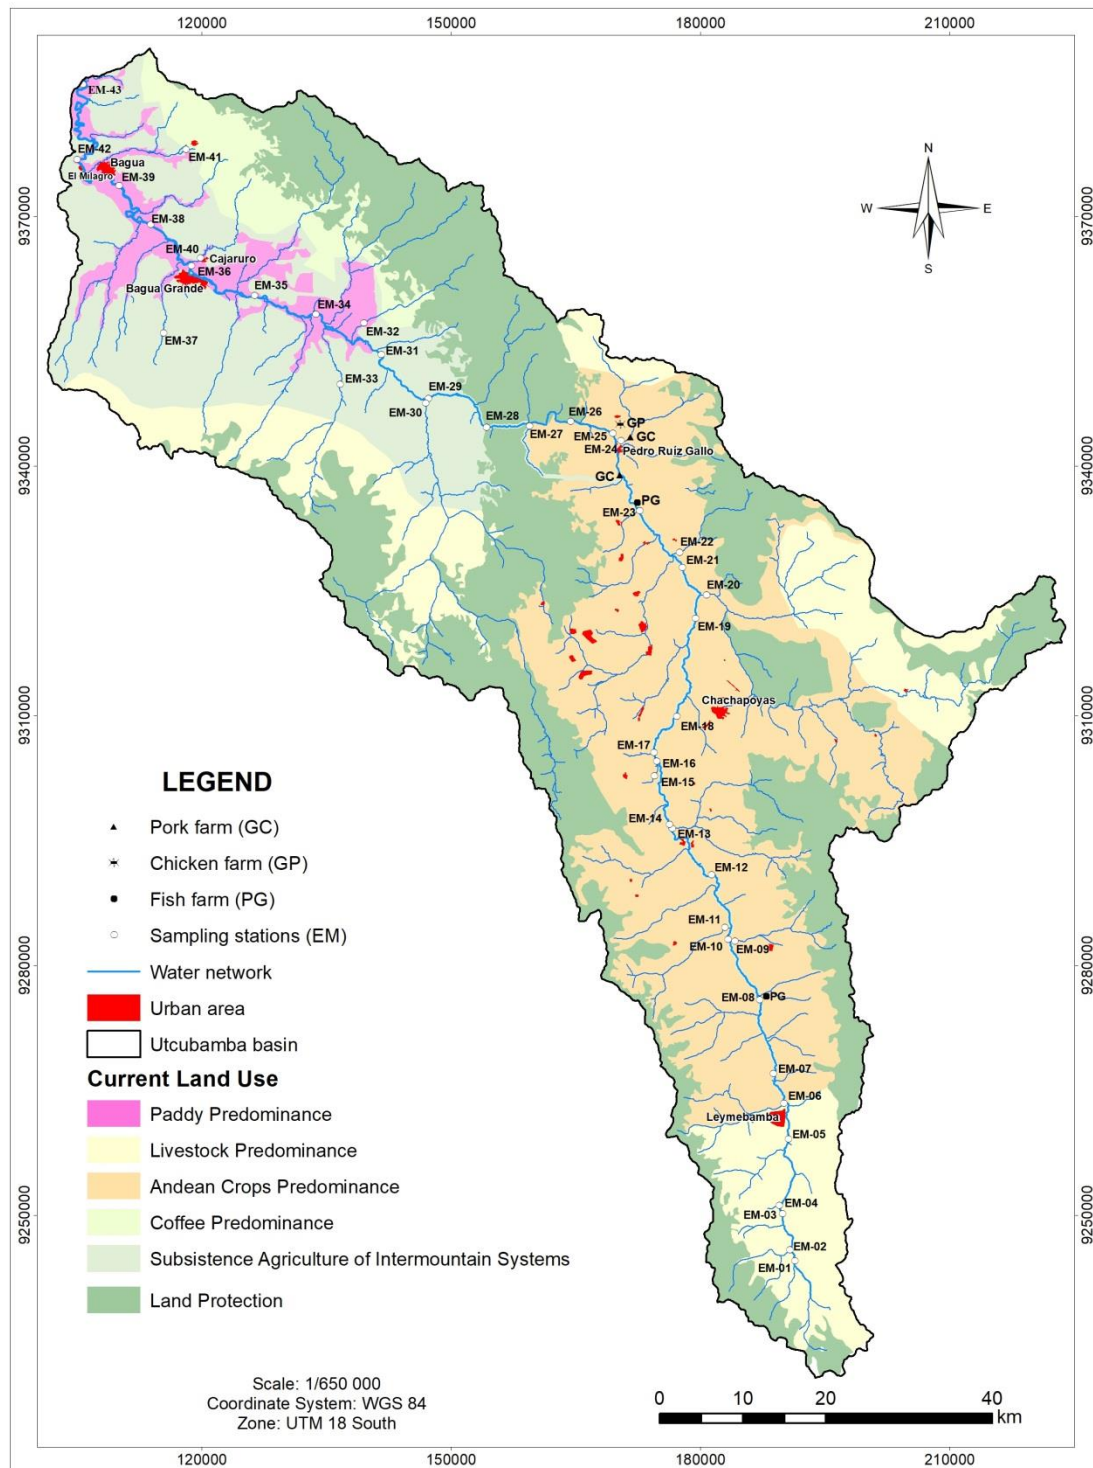 120000
150000
180000
210000
EM-43
EM-42
EM-41
Bagua
El Milagro
EM-39
EM-38
EM-40
Cajaruro
EM-36
Bagua Grande
EM-35
EM-34
EM-32
EM-37
EM-31
EM-33
EM-29
EM-30
EM-28
EM-27
EM-26
EM-25
GP
GC
EM-24
Pedro Ruíz Gallo
GC
PG
EM-23
EM-22
EM-21
EM-20
EM-19
Chachapoyas
EM-18
EM-17
EM-16
EM-15
EM-14
EM-13
EM-12
EM-11
EM-10
EM-09
EM-08
PG
EM-07
EM-06
Leymebamba
EM-05
EM-04
EM-03
EM-02
EM-01
N
W
E
S
9370000
9340000
9310000
9280000
9250000
9370000
9340000
9310000
9280000
9250000
LEGEND
Pork farm (GC)
Chicken farm (GP)
Fish farm (PG)
Sampling stations (EM)
Water network
Urban area
Utcubamba basin
Current Land Use
Paddy Predominance
Livestock Predominance
Andean Crops Predominance
Coffee Predominance
Subsistence Agriculture of Intermountain Systems
Land Protection
Scale: 1/650 000
Coordinate System: WGS 84
Zone: UTM 18 South
0 10 20 40
km
120000
150000
180000
210000